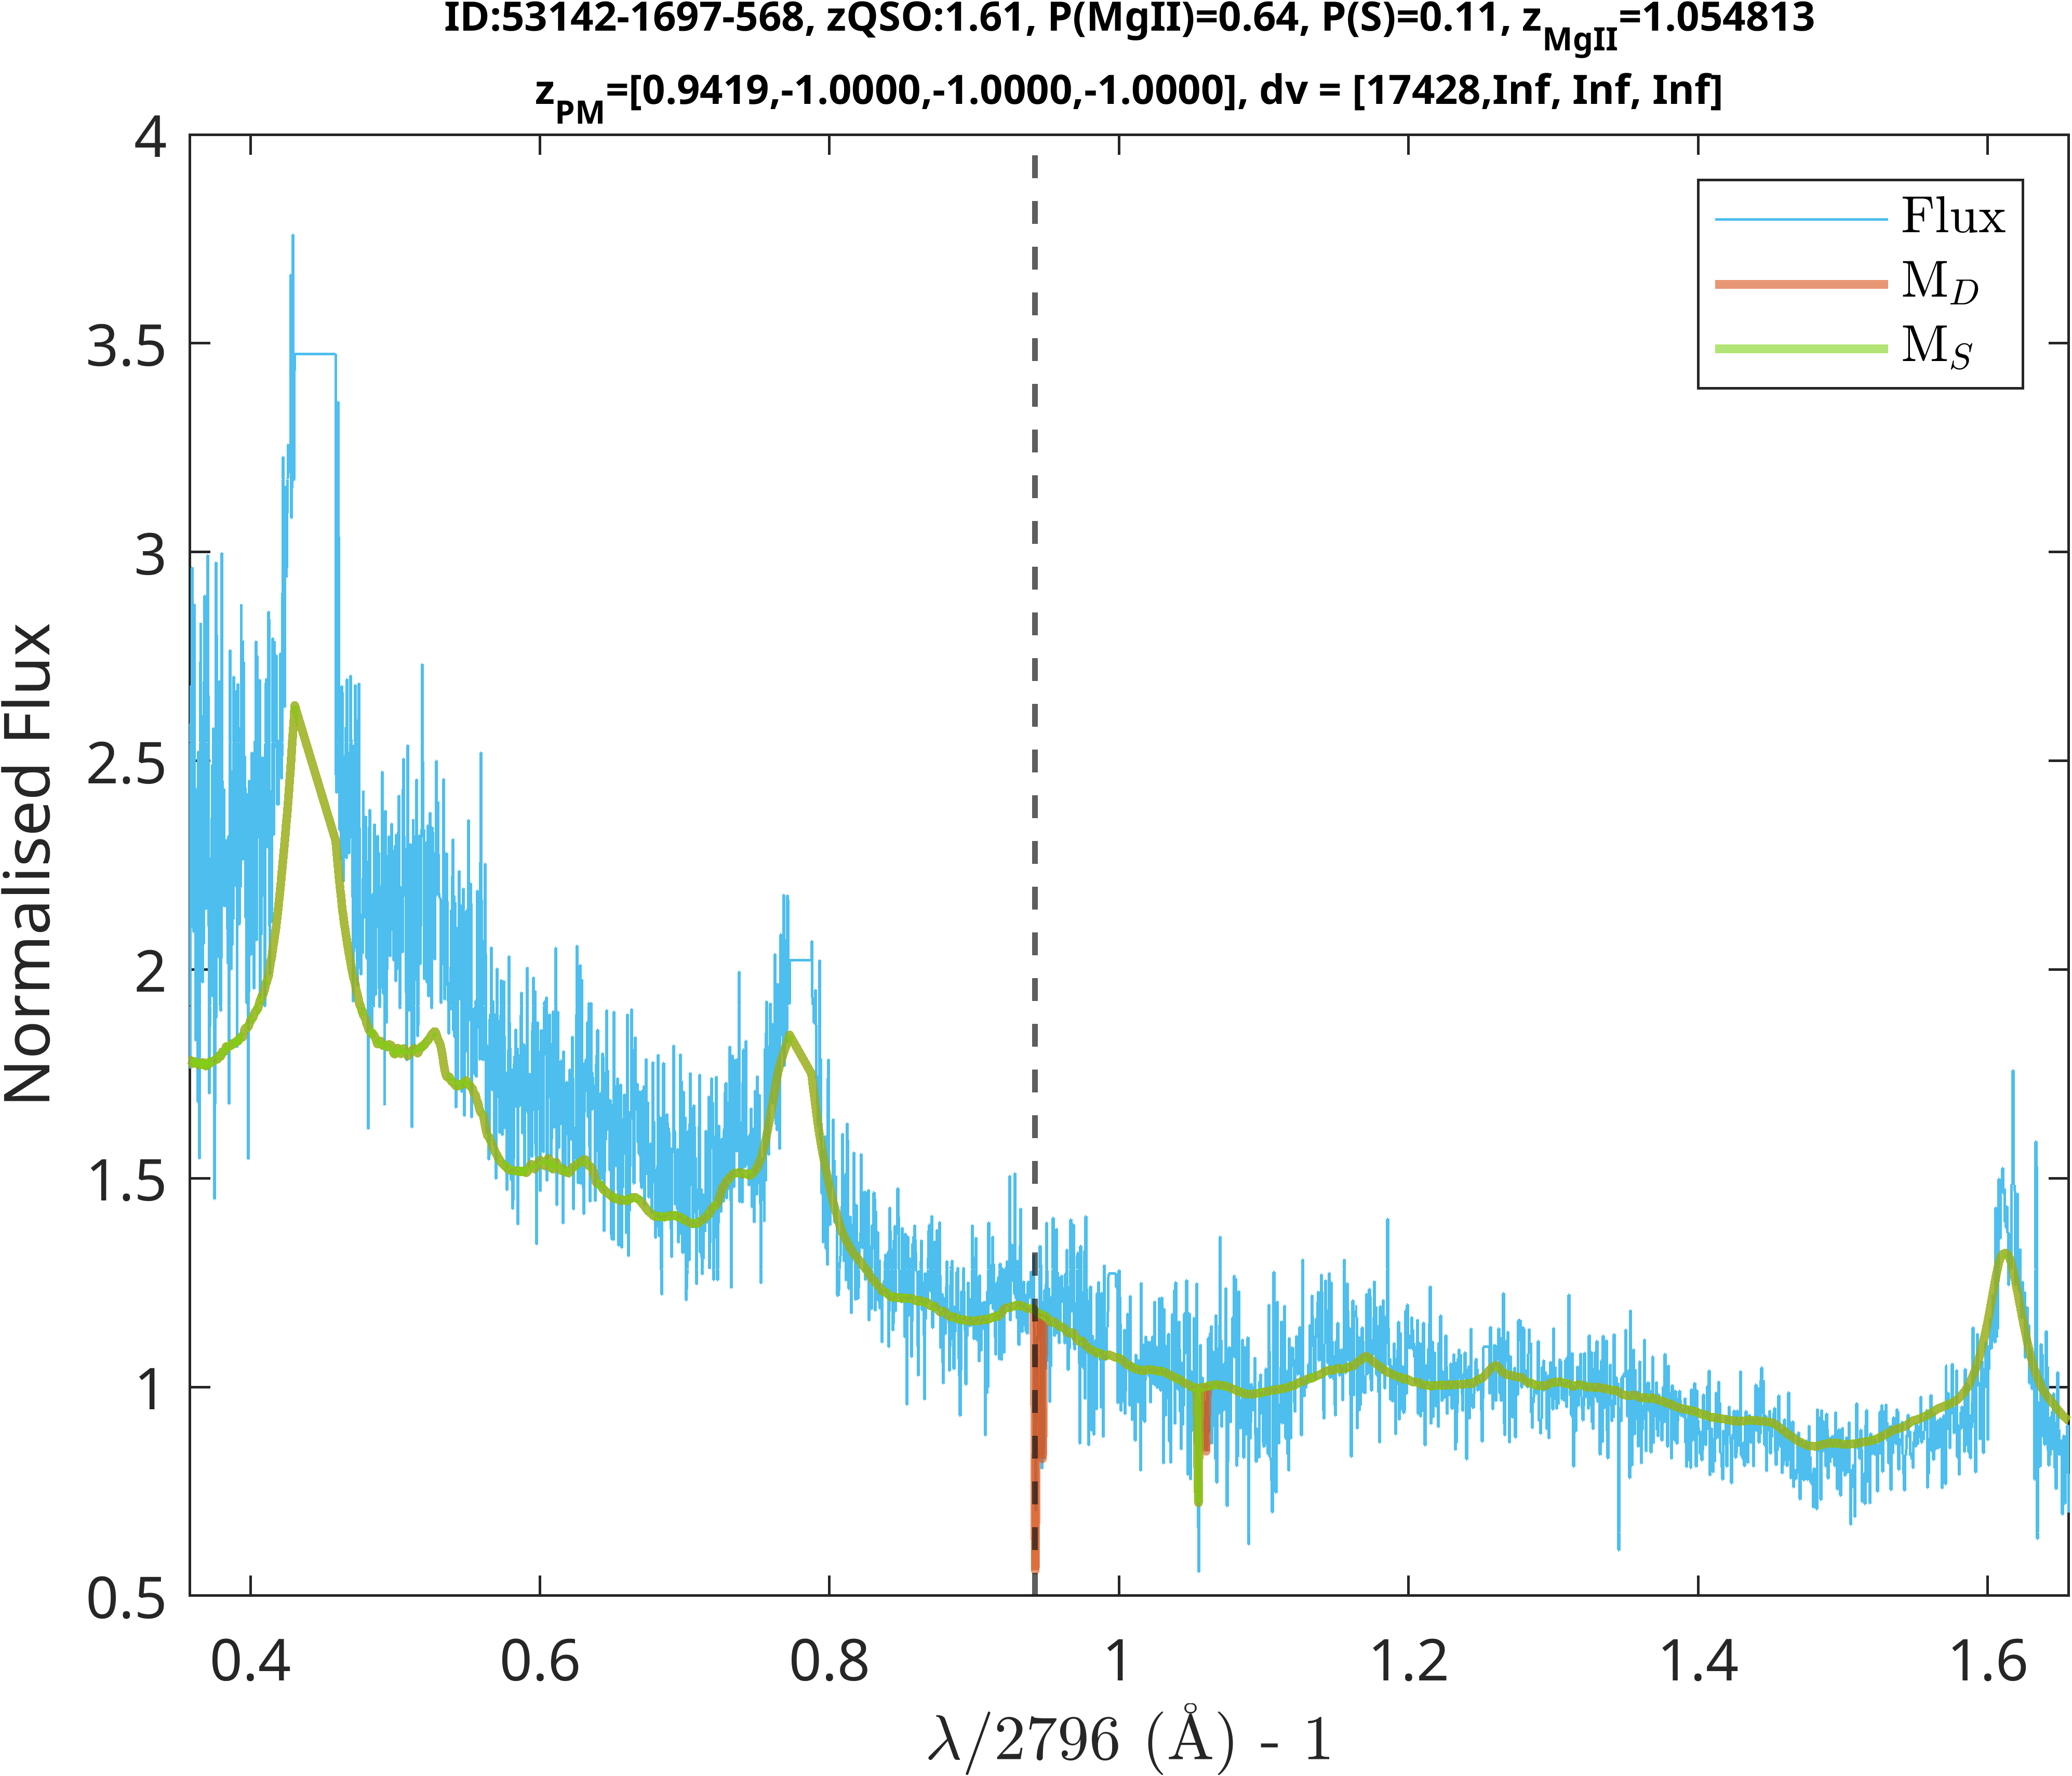 ID:53142-1697-568, zQSO:1.61, P(MgII)=0.64, P(S)=0.11, zMgII=1.054813
zPM=[0.9419,-1.0000,-1.0000,-1.0000], dv = [17428,Inf, Inf, Inf]
4
3.5
3
2.5
2
1.5
1
0.5
Normalised Flux
Flux
MD
MS
0.4 0.6 0.8 1 1.2 1.4 1.6
λ/2796 (Å) - 1